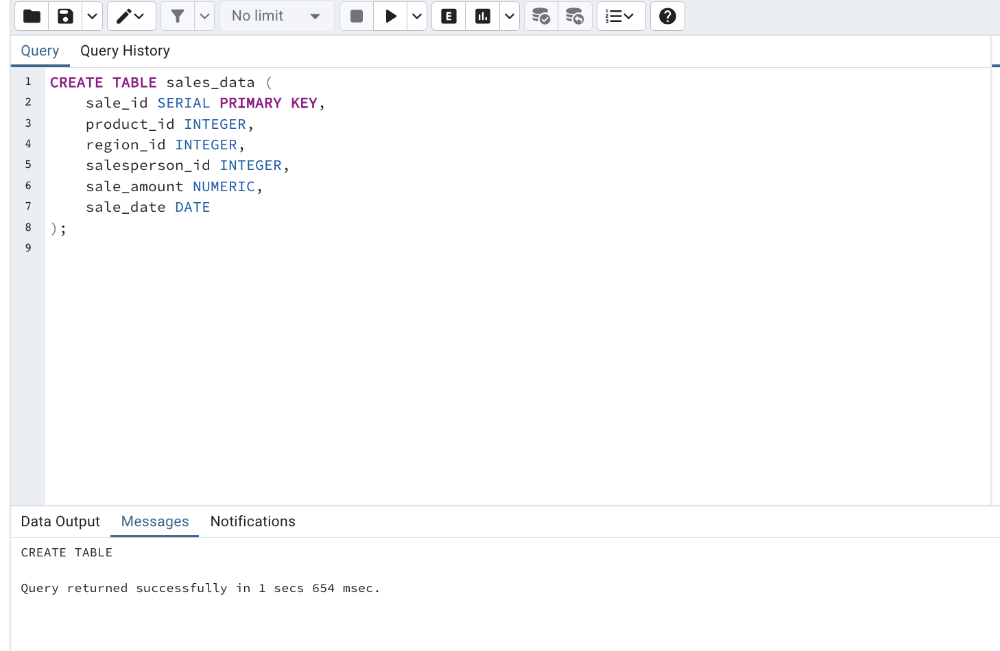 No limit
E
Query Query History
1 CREATE TABLE sales_data (
2 sale_id SERIAL PRIMARY KEY,
3 product_id INTEGER,
4 region_id INTEGER,
5 salesperson_id INTEGER,
6 sale_amount NUMERIC,
7 sale_date DATE
8 );
9
Data Output Messages Notifications
CREATE TABLE
Query returned successfully in 1 secs 654 msec.